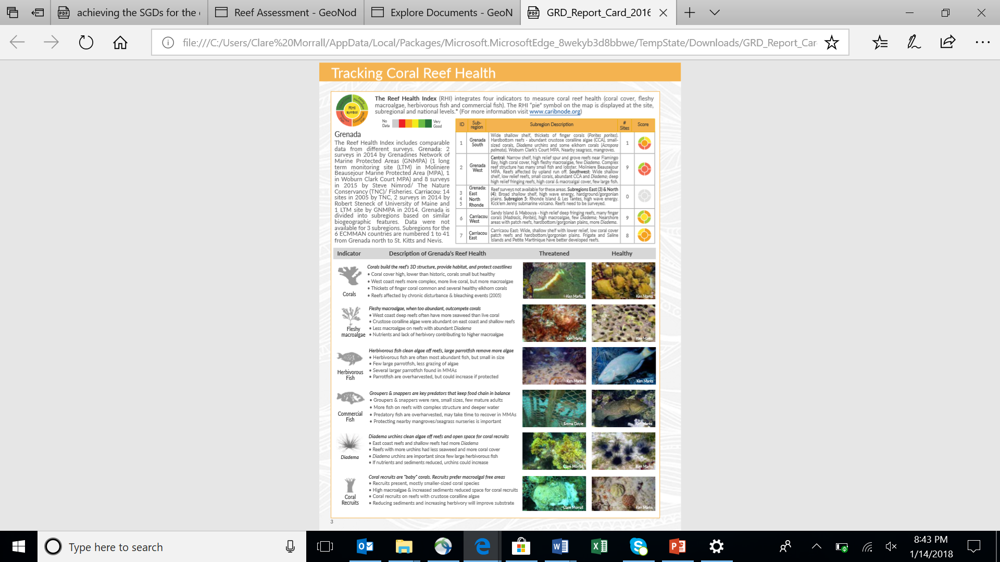 achieving the SGDs for the
Reef Assessment - GeoNod
Explore Documents - GeoN
GRD_Report_Card_2016
file:///C:/Users/Clare%20Morrall/AppData/Local/Packages/Microsoft.MicrosoftEdge_8wekyb3d8bbwe/TempState/Downloads/GRD_Report_Car
Tracking Coral Reef Health
RHI
symbol
The Reef Health Index (RHI) integrates four indicators to measure coral reef health (coral cover, fleshy
macroalgae, herbivorous fish and commercial fish). The RHI "pie" symbol on the map is displayed at the site,
subregional and national levels.* (For more information visit www.caribnode.org)
No
Data
Very
Good
Grenada
The Reef Health Index includes comparable
data from different surveys. Grenada: 2
surveys in 2014 by Grenadines Network of
Marine Protected Areas (GNMPA) (1 long
term monitoring site (LTM) in Moliniere
Beausejour Marine Protected Area (MPA), 1
in Woburn Clark Court MPA) and 8 surveys
in 2015 by Steve Nimrod/ The Nature
Conservancy (TNC)/ Fisheries. Carriacou: 14
sites in 2005 by TNC, 2 surveys in 2014 by
Robert Steneck of University of Maine and
1 LTM site by GNMPA in 2014. Grenada is
divided into subregions based on similar
biogeographic features. Data were not
available for 3 subregions. Subregions for the
6 ECMMAN countries are numbered 1 to 41
from Grenada north to St. Kitts and Nevis.
ID
Sub-
region
Subregion Description
#
Sites
Score
1
Grenada
South
Wide shallow shelf, thickets of finger corals (Porites porites).
Hardbottom reefs - abundant crustose coralline algae (CCA), small-
sized corals, Diadema urchins and some elkhorn corals (Acropora
palmata). Woburn Clark's Court MPA. Nearby seagrass, mangroves.
1
2
Grenada
West
Central: Narrow shelf, high relief spur and grove reefs near Flamingo
Bay, high coral cover, high fleshy macroalgae, few Diadema. Complex
reef structure has many small fish and lobster. Moliniere Beausejour
MPA. Reefs affected by upland run off. Southwest: Wide shallow
shelf, low relief reefs, small corals, abundant CCA and Diadema; deep
high relief fringing reefs, high coral & macroalgal cover, few large fish.
9
3
4
5
Grenada:
East
North
Rhonde
Reef surveys not available for these areas. Subregions East (3) & North
(4): Broad shallow shelf, high wave energy, hardground/gorgonian
plains. Subregion 5: Rhonde Island & Les Tantes, high wave energy.
Kick'em Jenny submarine volcano. Reefs need to be surveyed.
0
6
Carriacou
West
Sandy Island & Mabouya - high relief deep fringing reefs, many finger
corals (Madracis, Porites), high macroalgae, few Diadema; Nearshore
areas with patch reefs, hardbottom/gorgonian plains, more Diadema.
9
7
Carriacou
East
Carricaou East: Wide, shallow shelf with lower relief, low coral cover
patch reefs and hardbottom/gorgonian plains. Frigate and Saline
Islands and Petite Martinique have better developed reefs.
8
Indicator
Description of Grenada's Reef Health
Threatened
Healthy
Corals
Corals build the reef's 3D structure, provide habitat, and protect coastlines
• Coral cover high, lower than historic, corals small but healthy
• West coast reefs more complex, more live coral, but more macroalgae
• Thickets of finger coral common and several healthy elkhorn corals
• Reefs affected by chronic disturbance & bleaching events (2005)
Ken Marks
Ken Marks
Fleshy
macroalgae
Fleshy macroalgae, when too abundant, outcompete corals
• West coast deep reefs often have more seaweed than live coral
• Crustose coralline algae were abundant on east coast and shallow reefs
• Less macroalgae on reefs with abundant Diadema
• Nutrients and lack of herbivory contributing to higher macroalgae
Ken Marks
Ken Marks
Herbivorous
Fish
Herbivorous fish clean algae off reefs, large parrotfish remove more algae
• Herbivorous fish are often most abundant fish, but small in size
• Few large parrotfish, less grazing of algae
• Several larger parrotfish found in MMAs
• Parrotfish are overharvested, but could increase if protected
Ken Marks
Ken Marks
Commercial
Fish
Groupers & snappers are key predators that keep food chain in balance
• Groupers & snappers were rare, small sizes, few mature adults
• More fish on reefs with complex structure and deeper water
• Predatory fish are overharvested, may take time to recover in MMAs
• Protecting nearby mangroves/seagrass nurseries is important
Emma Doyle
Ken Marks
Diadema
Diadema urchins clean algae off reefs and open space for coral recruits
• East coast reefs and shallow reefs had more Diadema
• Reefs with more urchins had less seaweed and more coral cover
• Diadema urchins are important since few large herbivorous fish
• If nutrients and sediments reduced, urchins could increase
Clare Morrall
Ken Marks
Coral
Recruits
Coral recruits are "baby" corals. Recruits prefer macroalgal free areas
• Recruits present, mostly smaller-sized coral species
• High macroalgae & increased sediments reduced space for coral recruits
• Coral recruits on reefs with crustose coralline algae
• Reducing sediments and increasing herbivory will improve substrate
Clare Morrall
Ken Marks
3
Type here to search
8:43 PM
1/14/2018